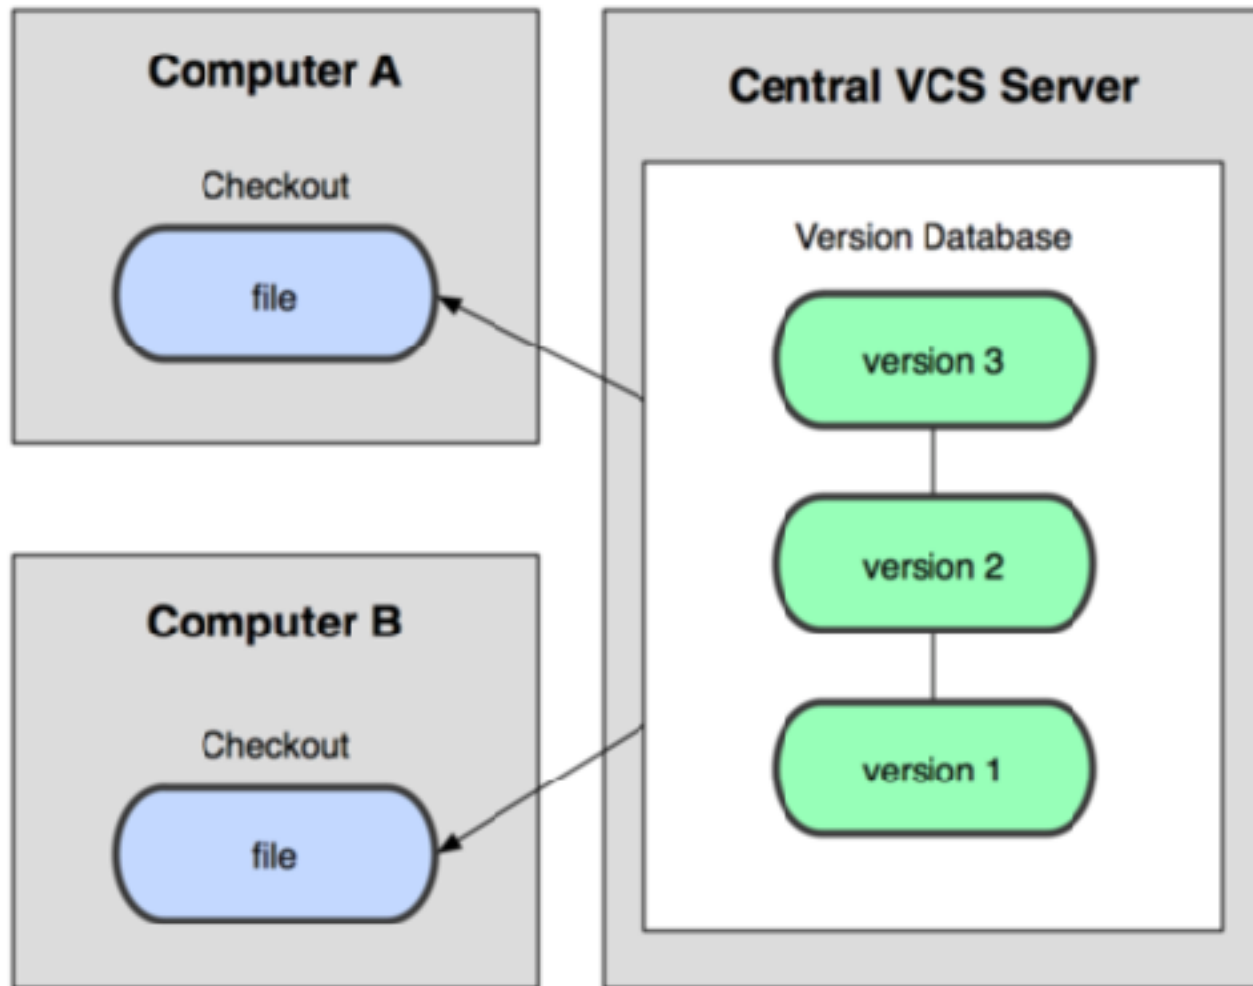 Computer A
Checkout
file
Computer B
Checkout
file
Central VCS Server
Version Database
version 3
version 2
version 1